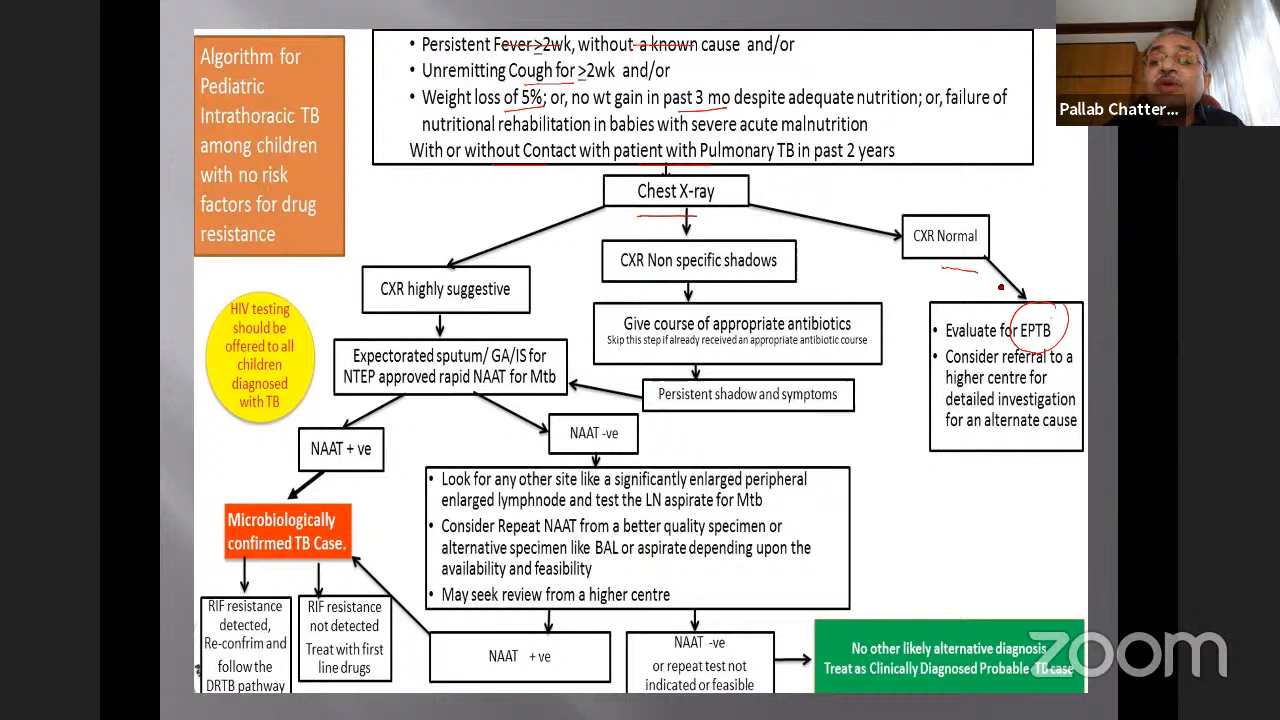 Algorithm for
Pediatric
Intrathoracic TB
among children
with no risk
factors for drug
resistance
• Persistent Fever >2wk, without a known cause and/or
• Unremitting Cough for >2wk and/or
• Weight loss of 5%; or, no wt gain in past 3 mo despite adequate nutrition; or, failure of
nutritional rehabilitation in babies with severe acute malnutrition
With or without Contact with patient with Pulmonary TB in past 2 years
Pallab Chatter...
Chest X-ray
CXR Normal
CXR Non specific shadows
CXR highly suggestive
HIV testing
should be
offered to all
children
diagnosed
with TB
Give course of appropriate antibiotics
Skip this step if already received an appropriate antibiotic course
• Evaluate for EPTB
• Consider referral to a
higher centre for
detailed investigation
for an alternate cause
Expectorated sputum/ GA/IS for
NTEP approved rapid NAAT for Mtb
Persistent shadow and symptoms
NAAT + ve
NAAT -ve
• Look for any other site like a significantly enlarged peripheral
enlarged lymphnode and test the LN aspirate for Mtb
• Consider Repeat NAAT from a better quality specimen or
alternative specimen like BAL or aspirate depending upon the
availability and feasibility
• May seek review from a higher centre
Microbiologically
confirmed TB Case.
RIF resistance
detected,
Re-confrim and
follow the
DRTB pathway
RIF resistance
not detected
Treat with first
line drugs
NAAT + ve
NAAT -ve
or repeat test not
indicated or feasible
No other likely alternative diagnosis
Treat as Clinically Diagnosed Probable TB case
zoom